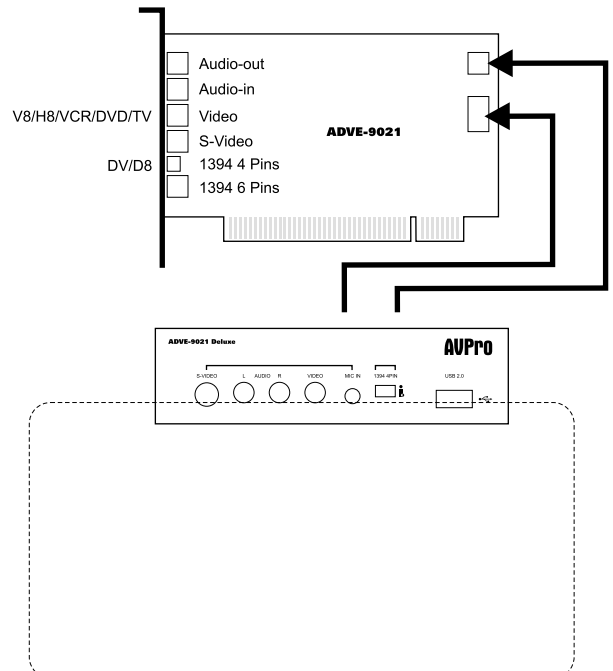 Audio-out
Audio-in
V8/H8/VCR/DVD/TV
Video
ADVE-9021
S-Video
DV/D8
1394 4 Pins
1394 6 Pins
ADVE-9021 Deluxe
AVPro
S-VIDEO L AUDIO R VIDEO MIC IN 1394 4PIN USB 2.0